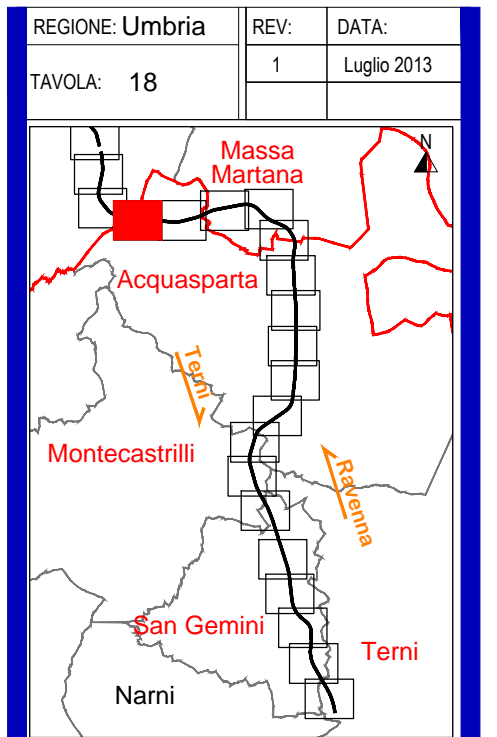 REGIONE: Umbria
REV:
DATA:
TAVOLA: 18
1
Luglio 2013
N
Massa
Martana
Acquasparta
Terni
Montecastrilli
Ravenna
San Gemini
Terni
Narni